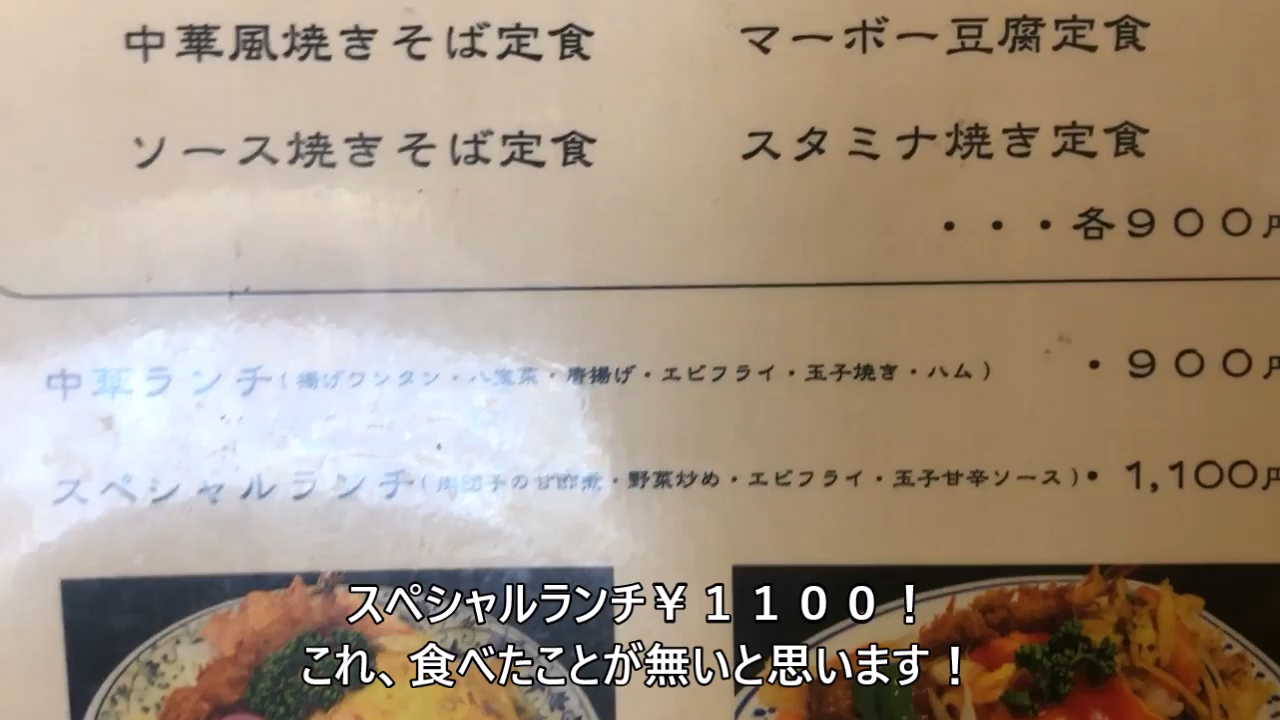 中華風焼きそば定食
マーボー豆腐定食
ソース焼きそば定食
スタミナ焼き定食
・・・各９００円
中華ランチ(揚げワンタン・八宝菜・唐揚げ・エビフライ・玉子焼き・ハム)
・９００円
スペシャルランチ(肉団子の甘酢煮・野菜炒め・エビフライ・玉子甘辛ソース)
・1,100円
スペシャルランチ￥１１００！
これ、食べたことが無いと思います！